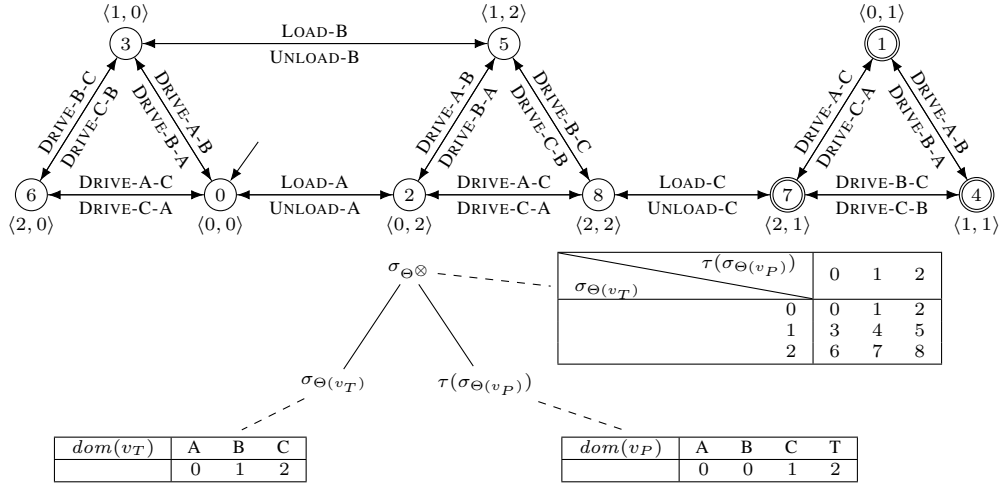 ⟨1, 0⟩ ⟨1, 2⟩ ⟨0, 1⟩
3 LOAD-B UNLOAD-B 5 1
DRIVE-B-C DRIVE-C-B DRIVE-A-B DRIVE-B-A DRIVE-A-B DRIVE-B-A DRIVE-B-C DRIVE-C-B DRIVE-A-C DRIVE-C-A DRIVE-A-B DRIVE-B-A
DRIVE-A-C LOAD-A DRIVE-A-C LOAD-C DRIVE-B-C
6 0 2 8 7 4
DRIVE-C-A UNLOAD-A DRIVE-C-A UNLOAD-C DRIVE-C-B
⟨2, 0⟩ ⟨0, 0⟩ ⟨0, 2⟩ ⟨2, 2⟩ ⟨2, 1⟩ ⟨1, 1⟩
σ_Θ⊗
τ(σ_Θ(v_P)) 0 1 2
σ_Θ(v_T)
0 0 1 2
1 3 4 5
2 6 7 8
σ_Θ(v_T) τ(σ_Θ(v_P))
dom(v_T) A B C
0 1 2
dom(v_P) A B C T
0 0 1 2